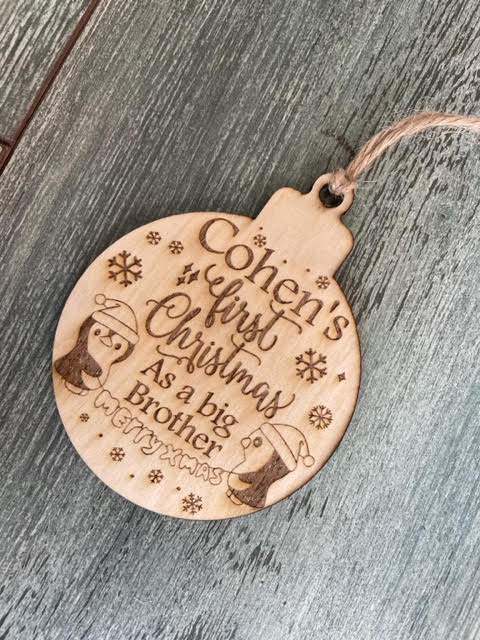 Cohen's
first
Christmas
As a big
Brother
MERRY XMAS